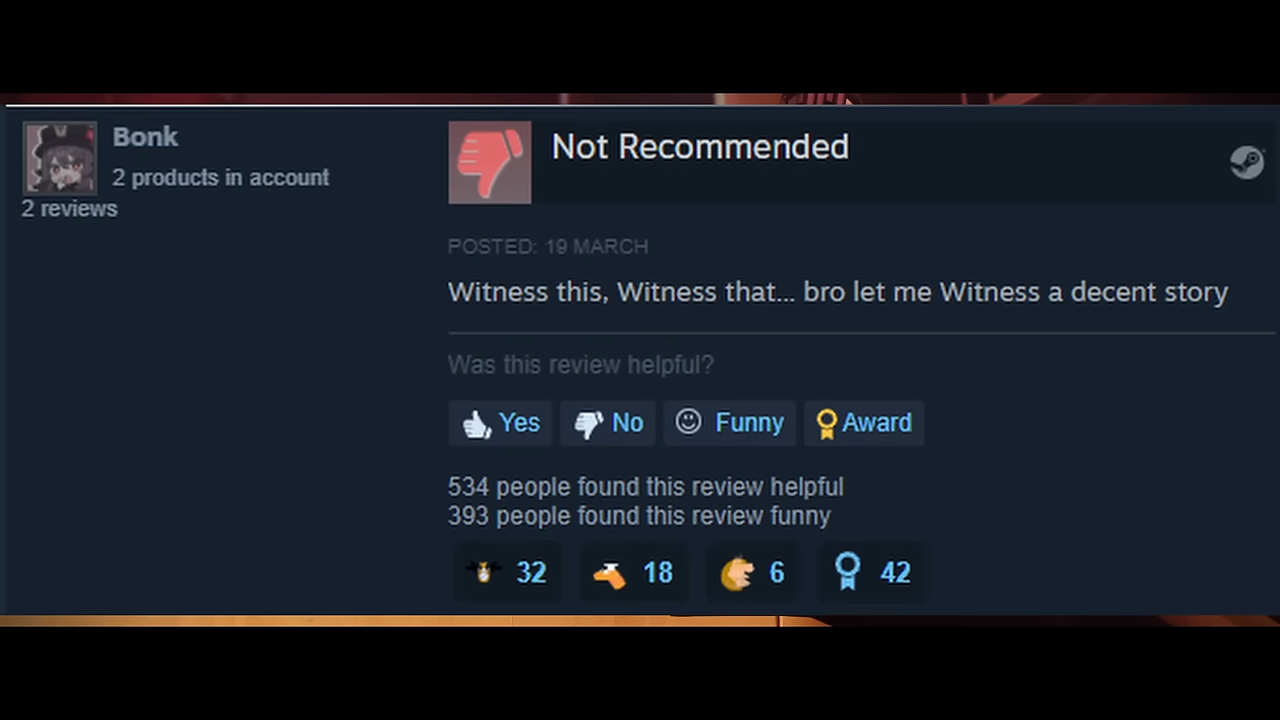 Bonk
2 products in account
2 reviews
Not Recommended
POSTED: 19 MARCH
Witness this, Witness that... bro let me Witness a decent story
Was this review helpful?
Yes
No
Funny
Award
534 people found this review helpful
393 people found this review funny
32
18
6
42